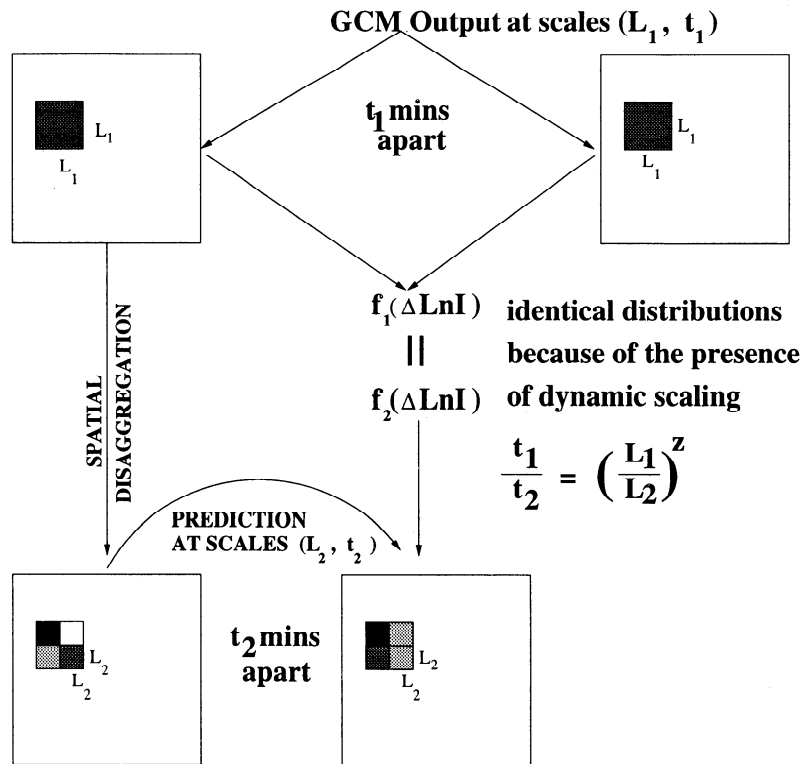 GCM Output at scales (L₁, t₁)
L₁
L₁
t₁ mins
apart
L₁
L₁
f₁(ΔLnI)
||
f₂(ΔLnI)
identical distributions
because of the presence
of dynamic scaling
t₁/t₂ = (L₁/L₂)ᶻ
SPATIAL
DISAGGREGATION
PREDICTION
AT SCALES (L₂, t₂)
L₂
L₂
t₂ mins
apart
L₂
L₂